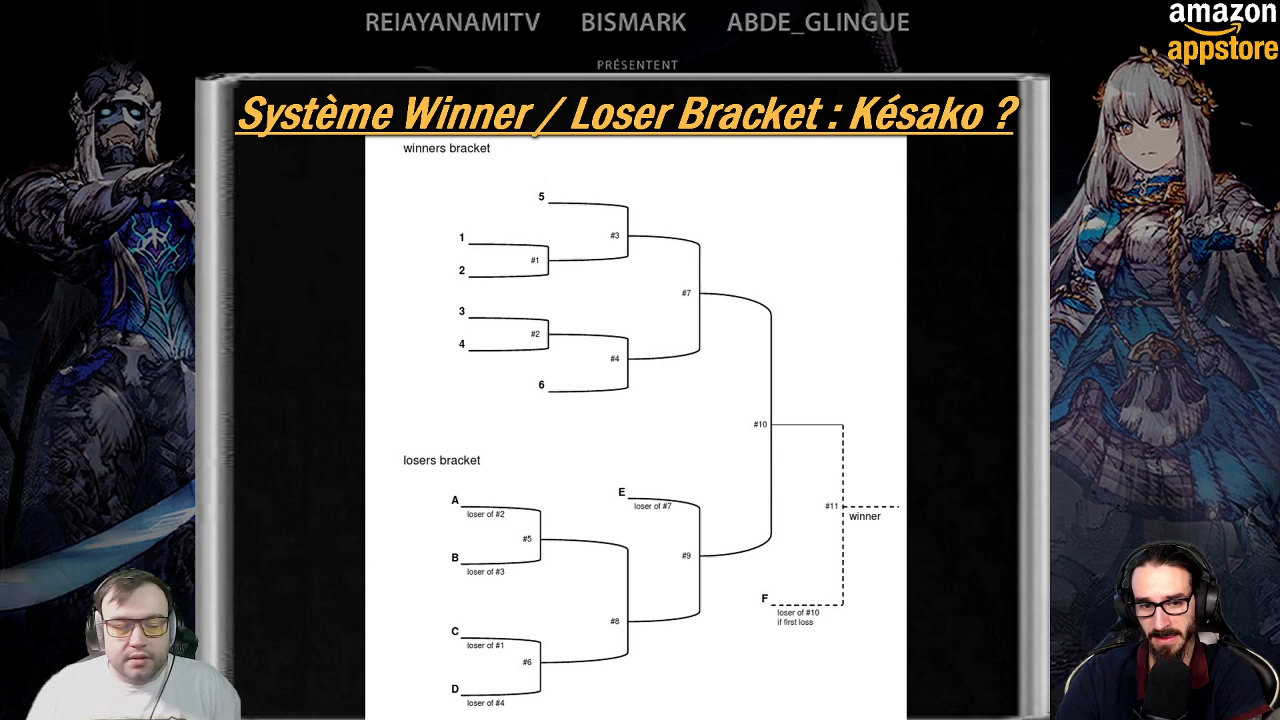 REIAYANAMITV BISMARK ABDE_GLINGUE
PRÉSENTENT
amazon
appstore
Système Winner / Loser Bracket : Késako ?
winners bracket
5
#3
1
#1
2
#7
3
#2
4
#4
6
#10
losers bracket
A
loser of #2
#5
B
loser of #3
E
loser of #7
#11
winner
#9
F
loser of #10
if first loss
#8
C
loser of #1
#6
D
loser of #4